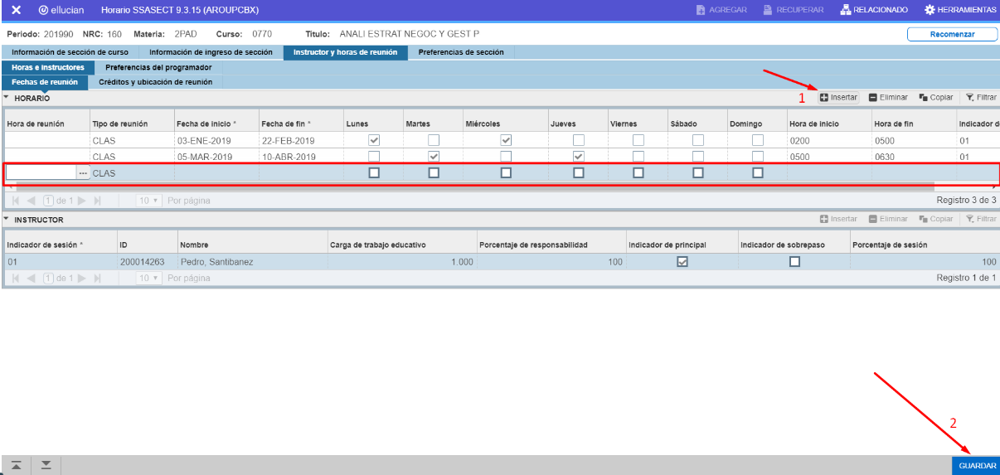 ellucian Horario SSASECT 9.3.15 (AROUPCBX) AGREGAR RECUPERAR RELACIONADO HERRAMIENTAS
Periodo: 201990 NRC: 160 Materia: 2PAD Curso: 0770 Titulo: ANALI ESTRAT NEGOC Y GEST P Recomenzar
Información de sección de curso Información de ingreso de sección Instructor y horas de reunión Preferencias de sección
Horas e instructores Preferencias del programador
Fechas de reunión Créditos y ubicación de reunión
HORARIO 1 Insertar Eliminar Copiar Filtrar
Hora de reunión Tipo de reunión Fecha de inicio * Fecha de fin * Lunes Martes Miércoles Jueves Viernes Sábado Domingo Hora de inicio Hora de fin Indicador d
CLAS 03-ENE-2019 22-FEB-2019 0200 0500 01
CLAS 05-MAR-2019 10-ABR-2019 0500 0630 01
... CLAS
1 de 1 10 Por página Registro 3 de 3
INSTRUCTOR Insertar Eliminar Copiar Filtrar
Indicador de sesión * ID Nombre Carga de trabajo educativo Porcentaje de responsabilidad Indicador de principal Indicador de sobrepaso Porcentaje de sesión
01 200014263 Pedro, Santibanez 1.000 100 100
1 de 1 10 Por página Registro 1 de 1
2
GUARDAR